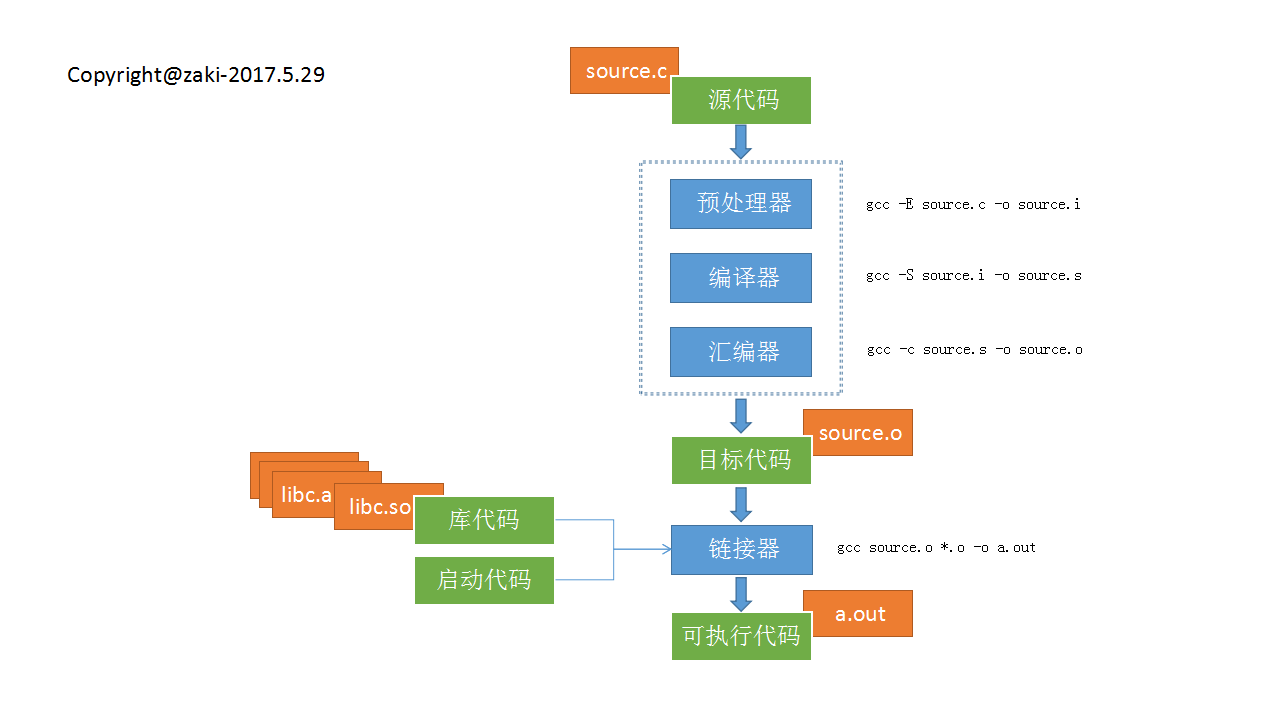 Copyright@zaki-2017.5.29
source.c
源代码
预处理器
gcc -E source.c -o source.i
编译器
gcc -S source.i -o source.s
汇编器
gcc -c source.s -o source.o
source.o
目标代码
libc.a
libc.so
库代码
启动代码
链接器
gcc source.o *.o -o a.out
a.out
可执行代码